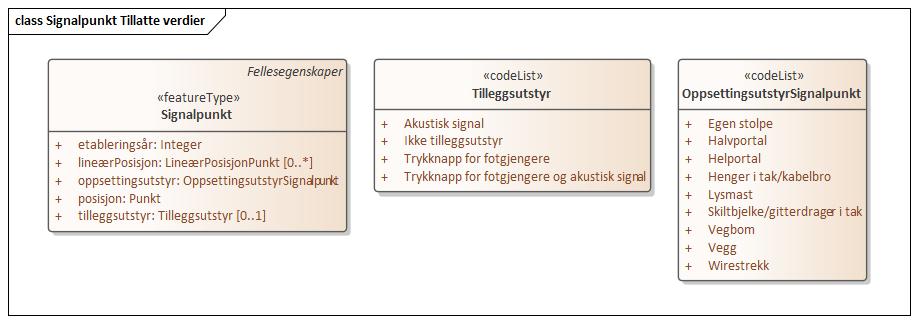 class Signalpunkt Tillatte verdier
Fellesegenskaper
«featureType»
Signalpunkt
+ etableringsår: Integer
+ lineærPosisjon: LineærPosisjonPunkt [0..*]
+ oppsettingsutstyr: OppsettingsutstyrSignalpunkt
+ posisjon: Punkt
+ tilleggsutstyr: Tilleggsutstyr [0..1]
«codeList»
Tilleggsutstyr
+ Akustisk signal
+ Ikke tilleggsutstyr
+ Trykknapp for fotgjengere
+ Trykknapp for fotgjengere og akustisk signal
«codeList»
OppsettingsutstyrSignalpunkt
+ Egen stolpe
+ Halvportal
+ Helportal
+ Henger i tak/kabelbro
+ Lysmast
+ Skiltbjelke/gitterdrager i tak
+ Vegbom
+ Vegg
+ Wirestrekk